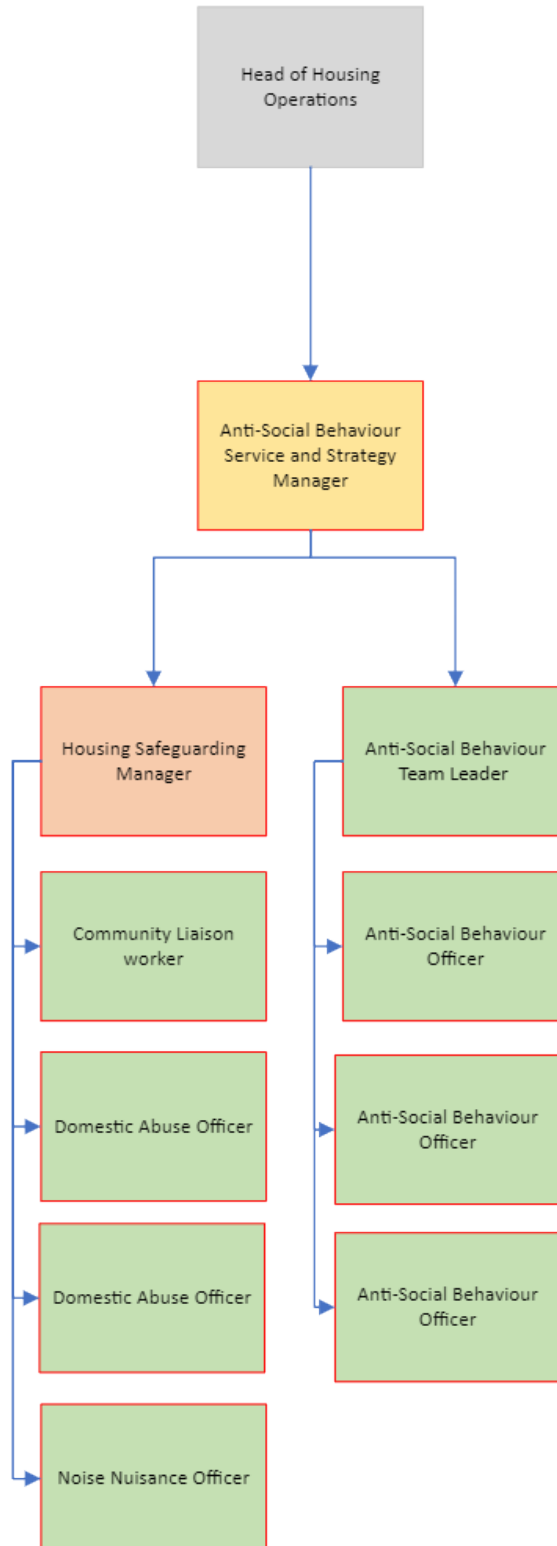 Head of Housing
Operations
Anti-Social Behaviour
Service and Strategy
Manager
Housing Safeguarding
Manager
Anti-Social Behaviour
Team Leader
Community Liaison
worker
Anti-Social Behaviour
Officer
Domestic Abuse Officer
Anti-Social Behaviour
Officer
Domestic Abuse Officer
Anti-Social Behaviour
Officer
Noise Nuisance Officer